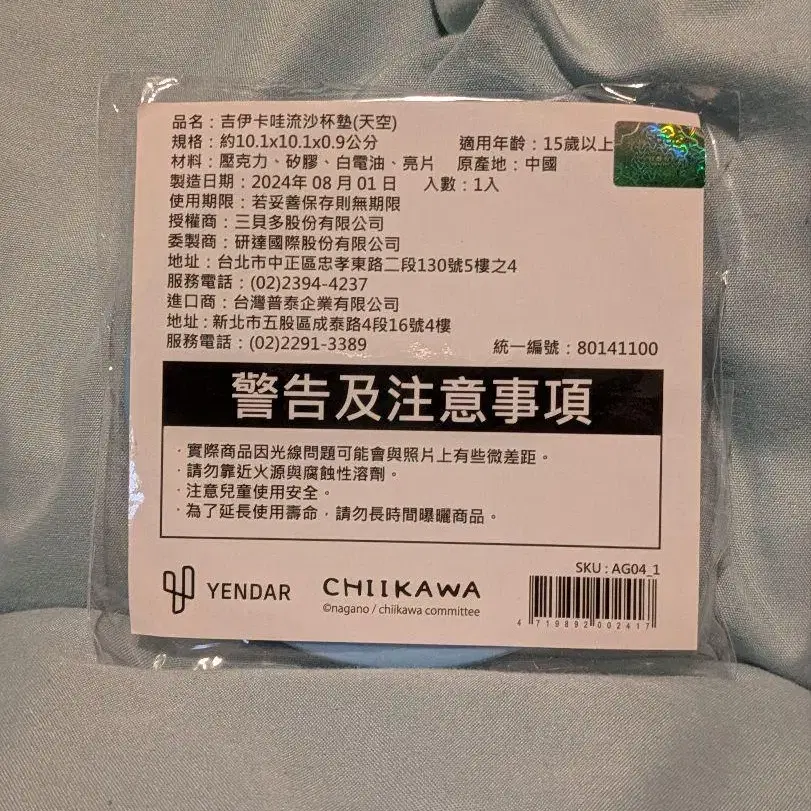 品名：吉伊卡哇流沙杯墊(天空)
規格：約10.1x10.1x0.9公分 適用年齡：15歲以上
材料：壓克力、矽膠、白電油、亮片 原產地：中國
製造日期：2024年 08 月 01 日 入數：1入
使用期限：若妥善保存則無期限
授權商：三貝多股份有限公司
委製商：研達國際股份有限公司
地址：台北市中正區忠孝東路二段130號5樓之4
服務電話：(02)2394-4237
進口商：台灣普泰企業有限公司
地址：新北市五股區成泰路4段16號4樓
服務電話：(02)2291-3389 統一編號：80141100
警告及注意事項
·實際商品因光線問題可能會與照片上有些微差距。
·請勿靠近火源與腐蝕性溶劑。
·注意兒童使用安全。
·為了延長使用壽命，請勿長時間曝曬商品。
YENDAR
CHIIKAWA
©nagano / chiikawa committee
SKU : AG04_1
4 719892 002417